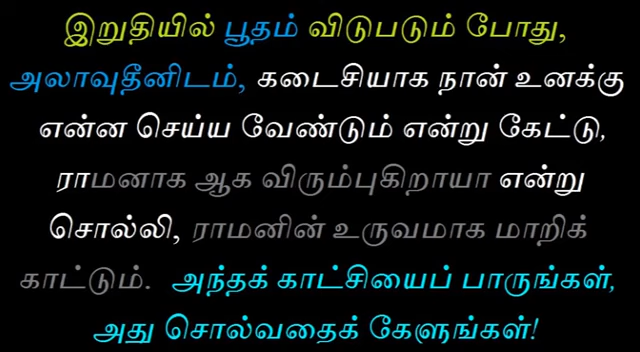 இறுதியில் பூதம் விடுபடும் போது,
அலாவுதீனிடம், கடைசியாக நான் உனக்கு
என்ன செய்ய வேண்டும் என்று கேட்டு,
ராமனாக ஆக விரும்புகிறாயா என்று
சொல்லி, ராமனின் உருவமாக மாறிக்
காட்டும். அந்தக் காட்சியைப் பாருங்கள்,
அது சொல்வதைக் கேளுங்கள்!